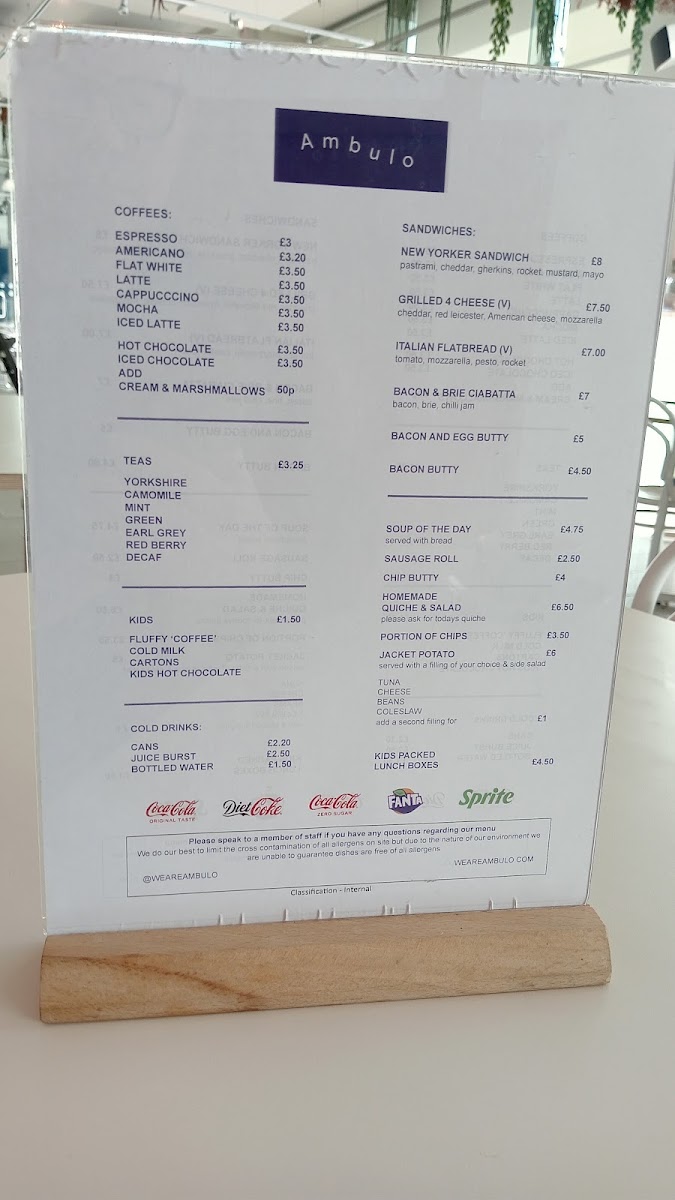 Ambulo
COFFEES:
ESPRESSO £3
AMERICANO £3.20
FLAT WHITE £3.50
LATTE £3.50
CAPPUCCCINO £3.50
MOCHA £3.50
ICED LATTE £3.50
HOT CHOCOLATE £3.50
ICED CHOCOLATE £3.50
ADD
CREAM & MARSHMALLOWS 50p
TEAS £3.25
YORKSHIRE
CAMOMILE
MINT
GREEN
EARL GREY
RED BERRY
DECAF
KIDS £1.50
FLUFFY 'COFFEE'
COLD MILK
CARTONS
KIDS HOT CHOCOLATE
COLD DRINKS:
CANS £2.20
JUICE BURST £2.50
BOTTLED WATER £1.50
SANDWICHES:
NEW YORKER SANDWICH £8
pastrami, cheddar, gherkins, rocket, mustard, mayo
GRILLED 4 CHEESE (V) £7.50
cheddar, red leicester, American cheese, mozzarella
ITALIAN FLATBREAD (V) £7.00
tomato, mozzarella, pesto, rocket
BACON & BRIE CIABATTA £7
bacon, brie, chilli jam
BACON AND EGG BUTTY £5
BACON BUTTY £4.50
SOUP OF THE DAY £4.75
served with bread
SAUSAGE ROLL £2.50
CHIP BUTTY £4
HOMEMADE
QUICHE & SALAD £6.50
please ask for todays quiche
PORTION OF CHIPS £3.50
JACKET POTATO £6
served with a filling of your choice & side salad
TUNA
CHEESE
BEANS
COLESLAW
add a second filling for £1
KIDS PACKED
LUNCH BOXES £4.50
Coca-Cola
ORIGINAL TASTE
Diet Coke
Coca-Cola
ZERO SUGAR
FANTA
Sprite
Please speak to a member of staff if you have any questions regarding our menu
We do our best to limit the cross contamination of all allergens on site but due to the nature of our environment we
are unable to guarantee dishes are free of all allergens
@WEAREAMBULO WEAREAMBULO.COM
Classification - Internal